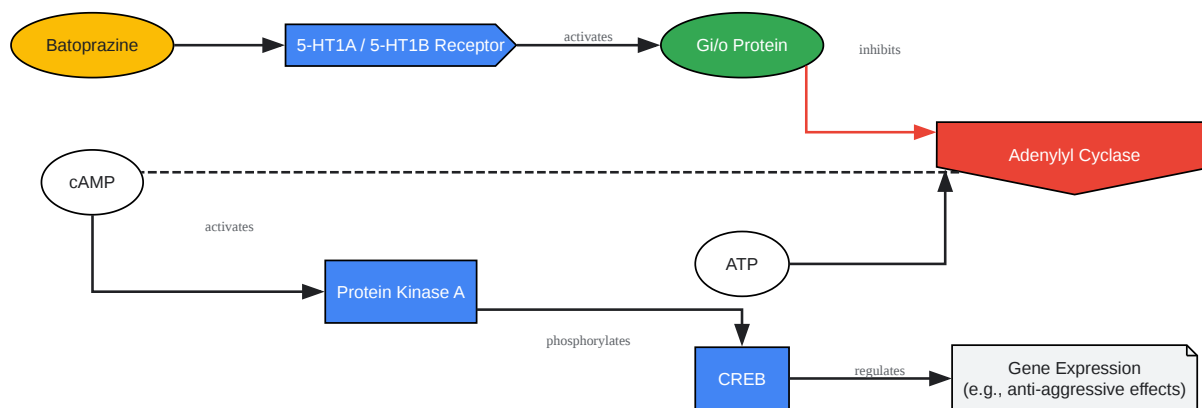 Batoprazine
5-HT1A / 5-HT1B Receptor
activates
Gi/o Protein
inhibits
Adenylyl Cyclase
cAMP
activates
ATP
Protein Kinase A
phosphorylates
CREB
regulates
Gene Expression
(e.g., anti-aggressive effects)